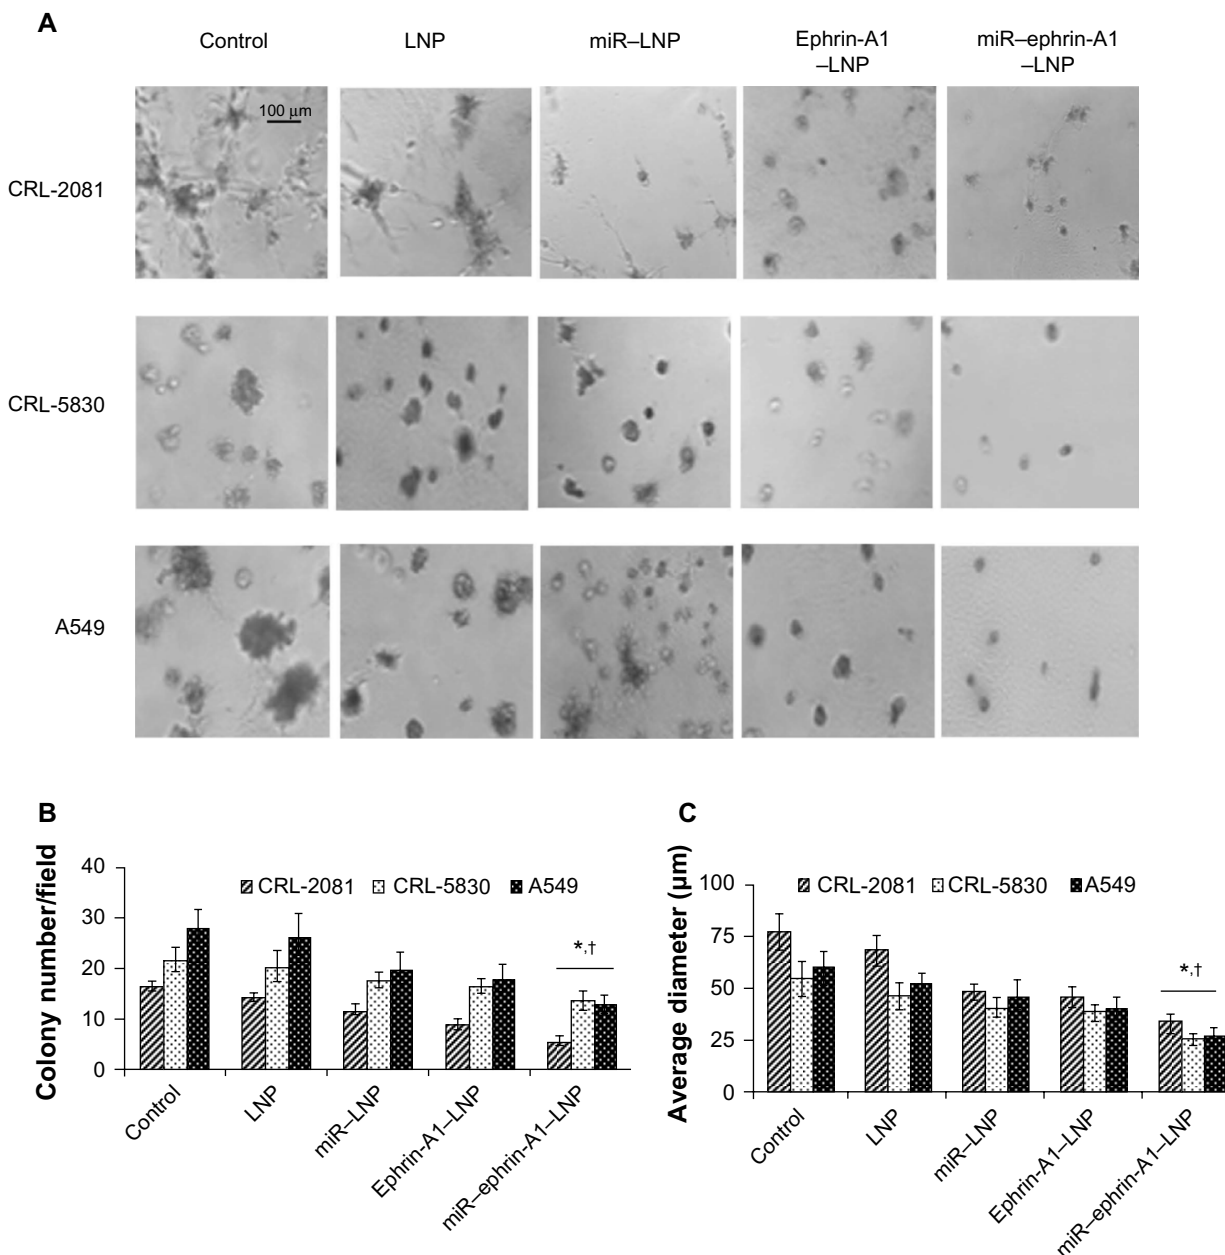 A
Control LNP miR–LNP Ephrin-A1 miR–ephrin-A1
–LNP –LNP
100 µm
CRL-2081
CRL-5830
A549
B
Colony number/field
40
30
20
10
0
CRL-2081 CRL-5830 A549
*,†
Control
LNP
miR–LNP
Ephrin-A1–LNP
miR–ephrin-A1–LNP
C
Average diameter (µm)
100
75
50
25
0
CRL-2081 CRL-5830 A549
*,†
Control
LNP
miR–LNP
Ephrin-A1–LNP
miR–ephrin-A1–LNP